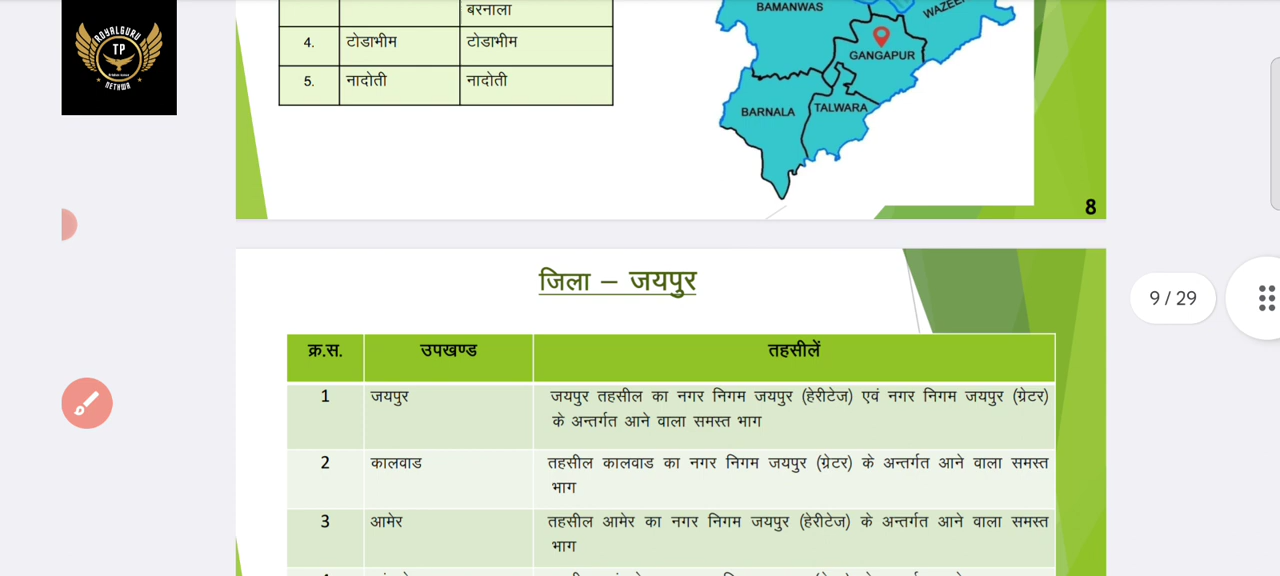 ROYALGURU
TP
NETHWA
बरनाला
4. टोडाभीम टोडाभीम
5. नादोती नादोती
BAMANWAS
GANGAPUR
BARNALA
TALWARA
8
जिला – जयपुर
9 / 29
क्र.स. उपखण्ड तहसीलें
1 जयपुर जयपुर तहसील का नगर निगम जयपुर (हेरीटेज) एवं नगर निगम जयपुर (ग्रेटर)
के अन्तर्गत आने वाला समस्त भाग
2 कालवाड तहसील कालवाड का नगर निगम जयपुर (ग्रेटर) के अन्तर्गत आने वाला समस्त
भाग
3 आमेर तहसील आमेर का नगर निगम जयपुर (हेरीटेज) के अन्तर्गत आने वाला समस्त
भाग